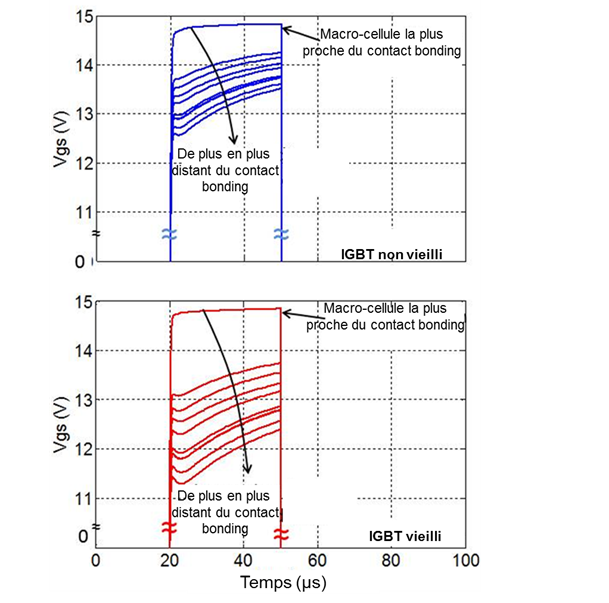 15
Macro-cellule la plus
proche du contact bonding
14
Vgs (V)
13
De plus en plus
distant du contact
bonding
12
11
≈
≈
≈
0
IGBT non vieilli
15
Macro-cellule la plus
proche du contact bonding
14
Vgs (V)
13
12
De plus en plus
distant du contact
bonding
11
≈
≈
≈
0
IGBT vieilli
0 20 40 60 80 100
Temps (µs)